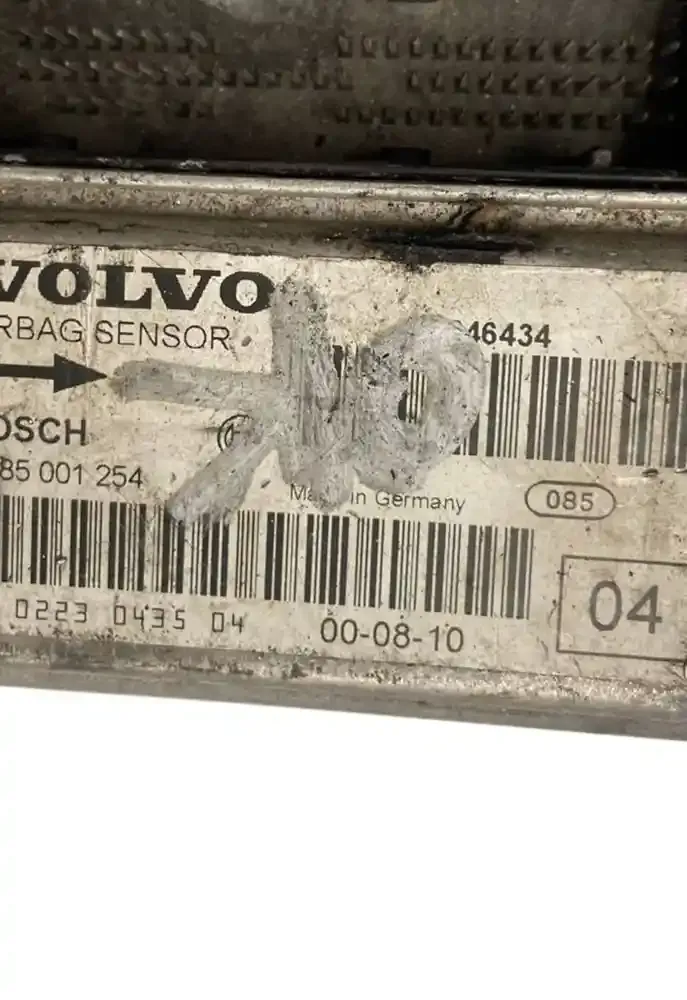 VOLVO
RBAG SENSOR
46434
OSCH
85 001 254
Made in Germany
085
04
0223 0435 04
00-08-10